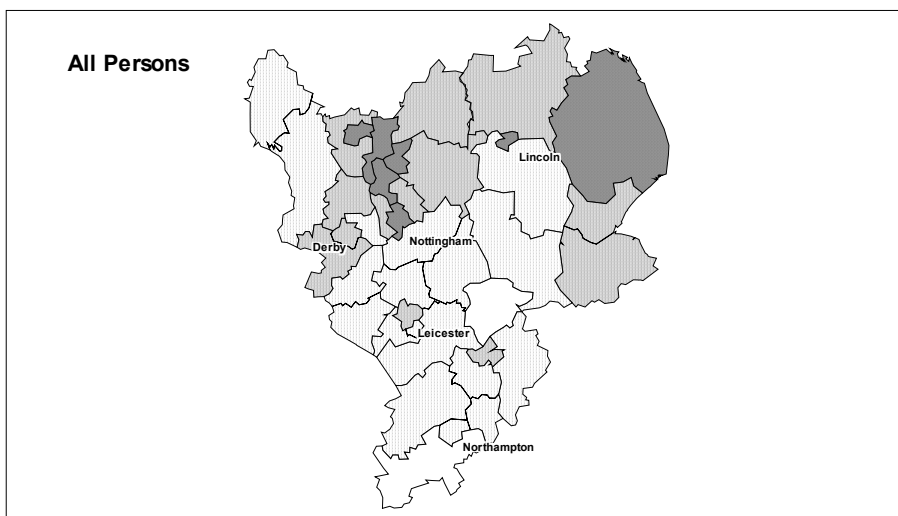 All Persons
Lincoln
Nottingham
Derby
Leicester
Northampton